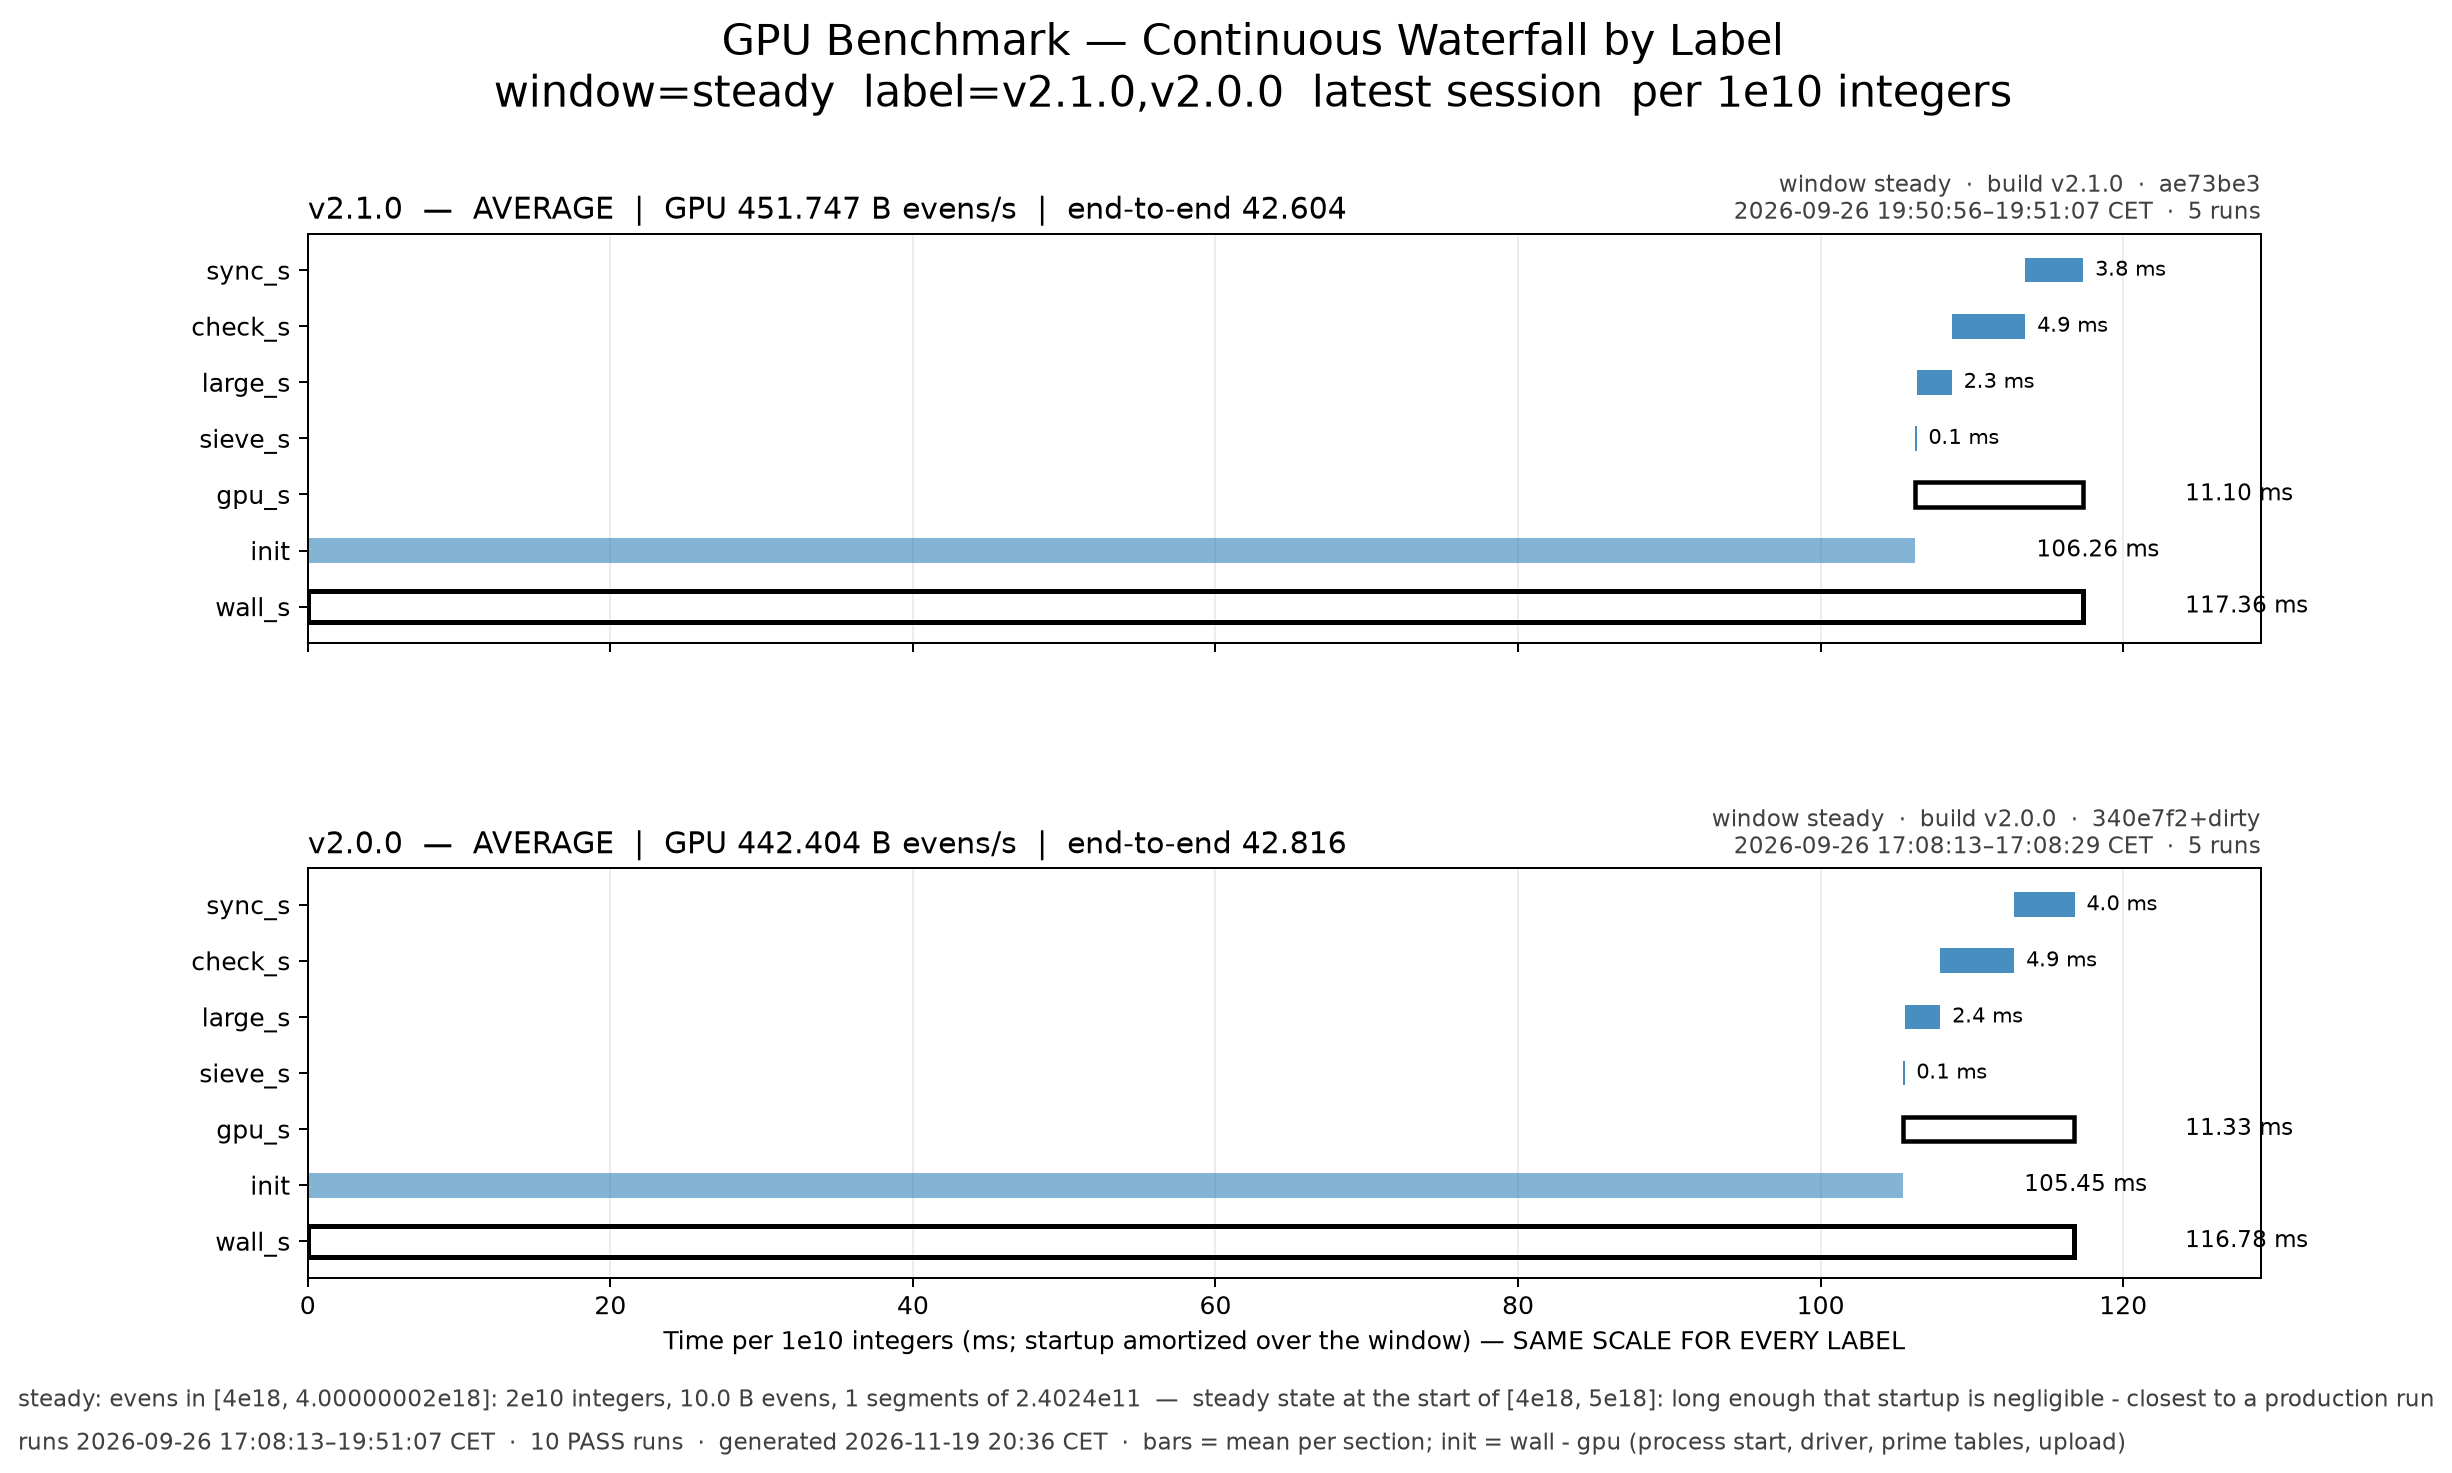 GPU Benchmark — Continuous Waterfall by Label
window=steady  label=v2.1.0,v2.0.0  latest session  per 1e10 integers
window steady · build v2.1.0 · ae73be3
v2.1.0 — AVERAGE | GPU 451.747 B evens/s | end-to-end 42.604
2026-09-26 19:50:56–19:51:07 CET · 5 runs
sync_s 3.8 ms
check_s 4.9 ms
large_s 2.3 ms
sieve_s 0.1 ms
gpu_s 11.10 ms
init 106.26 ms
wall_s 117.36 ms
window steady · build v2.0.0 · 340e7f2+dirty
v2.0.0 — AVERAGE | GPU 442.404 B evens/s | end-to-end 42.816
2026-09-26 17:08:13–17:08:29 CET · 5 runs
sync_s 4.0 ms
check_s 4.9 ms
large_s 2.4 ms
sieve_s 0.1 ms
gpu_s 11.33 ms
init 105.45 ms
wall_s 116.78 ms
0 20 40 60 80 100 120
Time per 1e10 integers (ms; startup amortized over the window) — SAME SCALE FOR EVERY LABEL
steady: evens in [4e18, 4.00000002e18]: 2e10 integers, 10.0 B evens, 1 segments of 2.4024e11 — steady state at the start of [4e18, 5e18]: long enough that startup is negligible - closest to a production run
runs 2026-09-26 17:08:13–19:51:07 CET · 10 PASS runs · generated 2026-11-19 20:36 CET · bars = mean per section; init = wall - gpu (process start, driver, prime tables, upload)